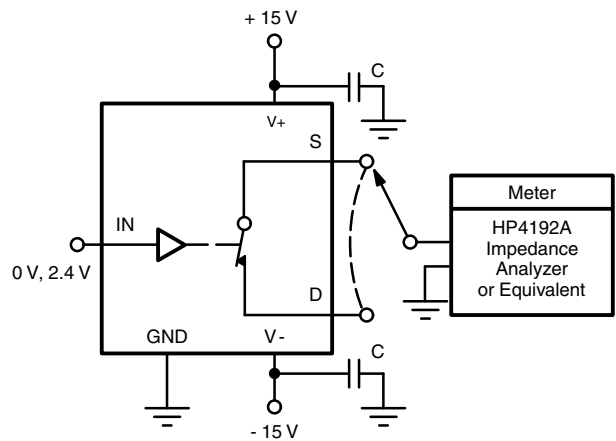 + 15 V
C
V+
S
Meter
HP4192A
Impedance
Analyzer
or Equivalent
IN
0 V, 2.4 V
D
GND
V -
C
- 15 V